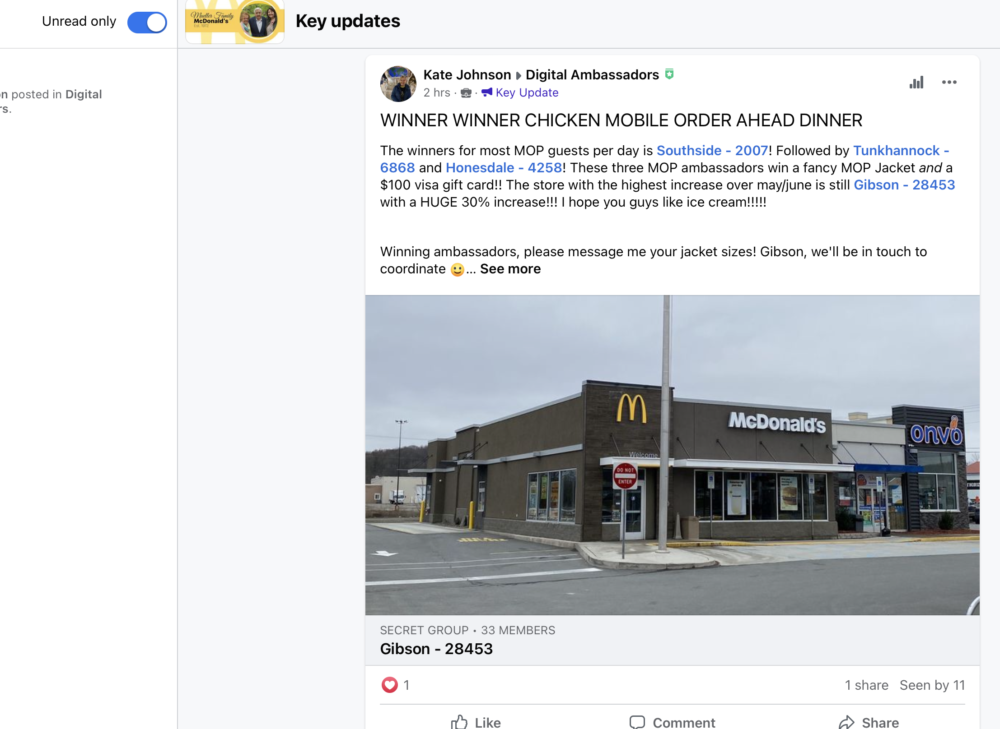 Unread only
Mueller Family
McDonald's
Est. 1972
Key updates
n posted in Digital
rs.
Kate Johnson Digital Ambassadors
2 hrs · · Key Update
WINNER WINNER CHICKEN MOBILE ORDER AHEAD DINNER
The winners for most MOP guests per day is Southside - 2007! Followed by Tunkhannock -
6868 and Honesdale - 4258! These three MOP ambassadors win a fancy MOP Jacket and a
$100 visa gift card!! The store with the highest increase over may/june is still Gibson - 28453
with a HUGE 30% increase!!! I hope you guys like ice cream!!!!!
Winning ambassadors, please message me your jacket sizes! Gibson, we'll be in touch to
coordinate 🙂... See more
McDonald's
onvo
Welcome
DO NOT
ENTER
SECRET GROUP • 33 MEMBERS
Gibson - 28453
1
1 share Seen by 11
Like Comment Share